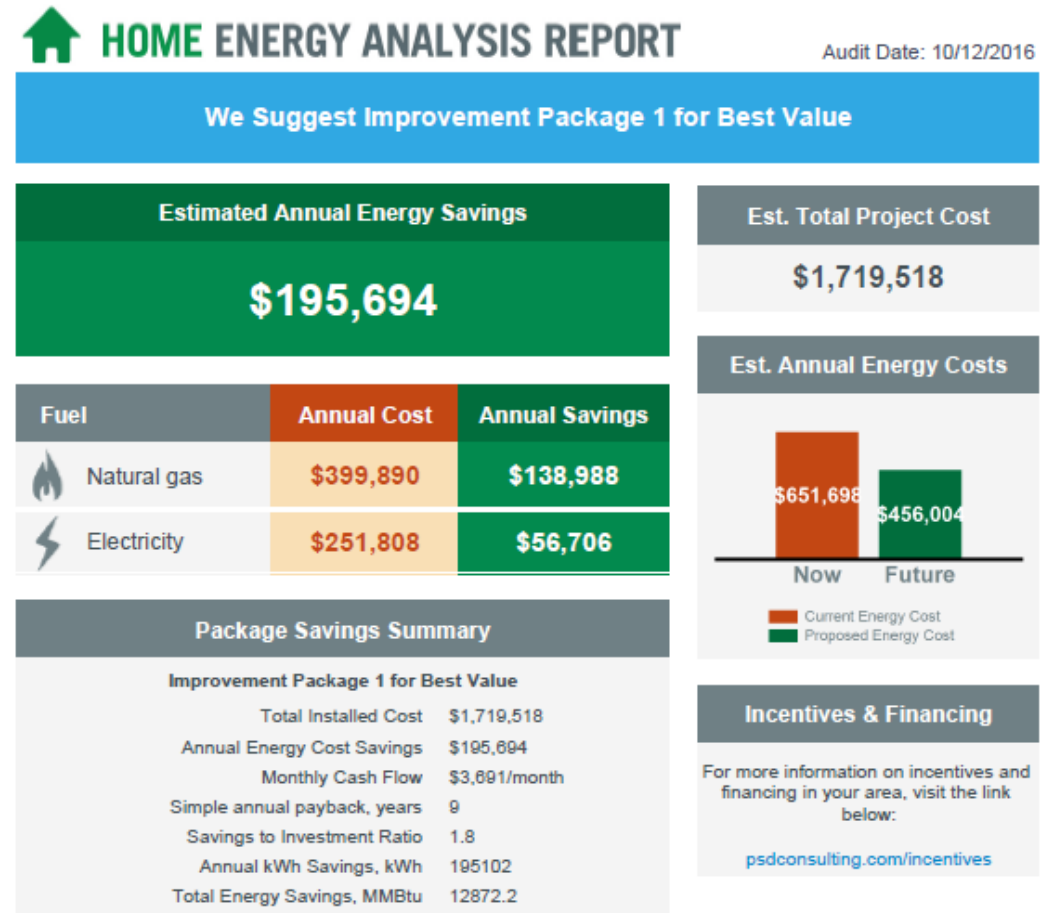 HOME ENERGY ANALYSIS REPORT
Audit Date: 10/12/2016
We Suggest Improvement Package 1 for Best Value
Estimated Annual Energy Savings
$195,694
Fuel Annual Cost Annual Savings
Natural gas $399,890 $138,988
Electricity $251,808 $56,706
Package Savings Summary
Improvement Package 1 for Best Value
Total Installed Cost $1,719,518
Annual Energy Cost Savings $195,694
Monthly Cash Flow $3,691/month
Simple annual payback, years 9
Savings to Investment Ratio 1.8
Annual kWh Savings, kWh 195102
Total Energy Savings, MMBtu 12872.2
Est. Total Project Cost
$1,719,518
Est. Annual Energy Costs
$651,698
$456,004
Now Future
Current Energy Cost
Proposed Energy Cost
Incentives & Financing
For more information on incentives and
financing in your area, visit the link
below:
psdconsulting.com/incentives